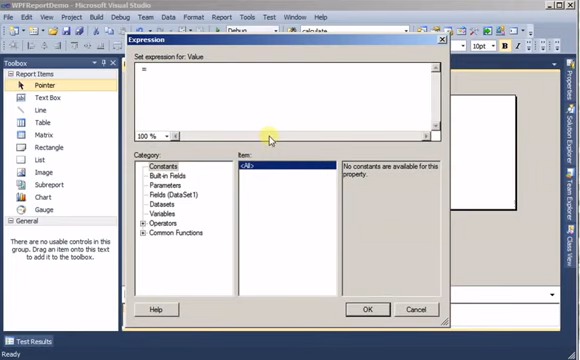 WPFReportDemo - Microsoft Visual Studio
File Edit View Project Build Debug Team Data Format Report Tools Test Window Help
Debug
calculate
10pt
B
I
Toolbox
Report Items
Pointer
Text Box
Line
Table
Matrix
Rectangle
List
Image
Subreport
Chart
Gauge
General
There are no usable controls in this
group. Drag an item onto this text
to add it to the toolbox.
Expression
Set expression for: Value
=
100 %
Category:
Constants
Built-in Fields
Parameters
Fields (DataSet1)
Datasets
Variables
Operators
Common Functions
Item:
<All>
No constants are available for this
property.
Help
OK
Cancel
Properties
Solution Explorer
Team Explorer
Class View
Test Results
Ready